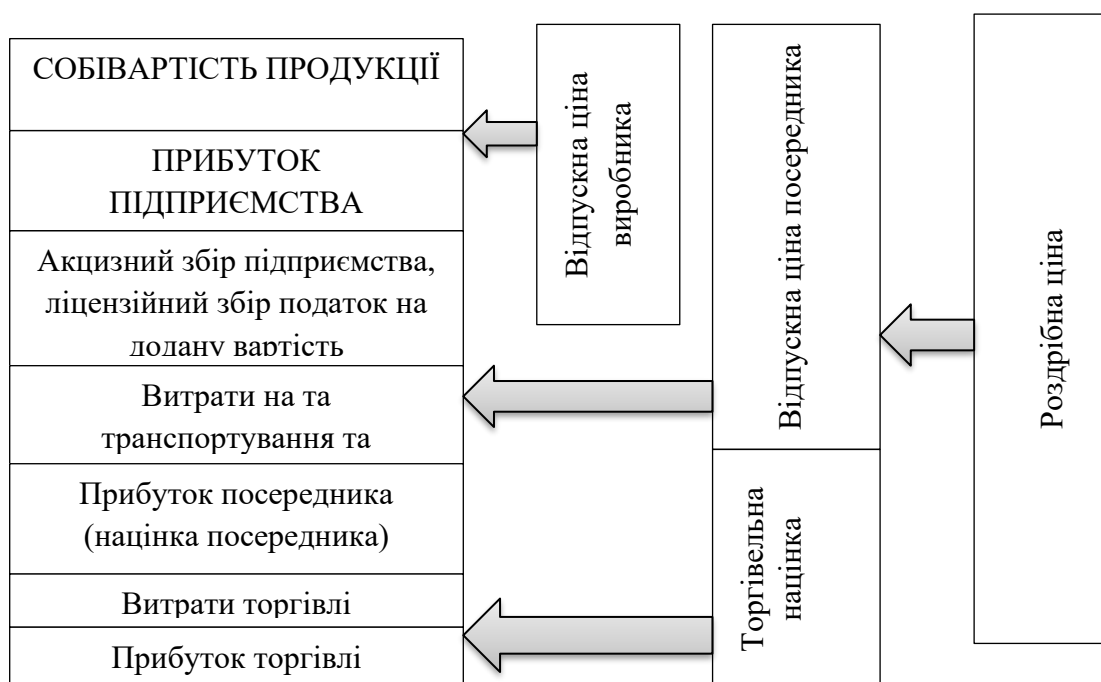 СОБІВАРТІСТЬ ПРОДУКЦІЇ
ПРИБУТОК
ПІДПРИЄМСТВА
Акцизний збір підприємства,
ліцензійний збір податок на
додану вартість
Витрати на та
транспортування та
Прибуток посередника
(націнка посередника)
Витрати торгівлі
Прибуток торгівлі
Відпускна ціна
виробника
Відпускна ціна посередника
Торгівельна
націнка
Роздрібна ціна